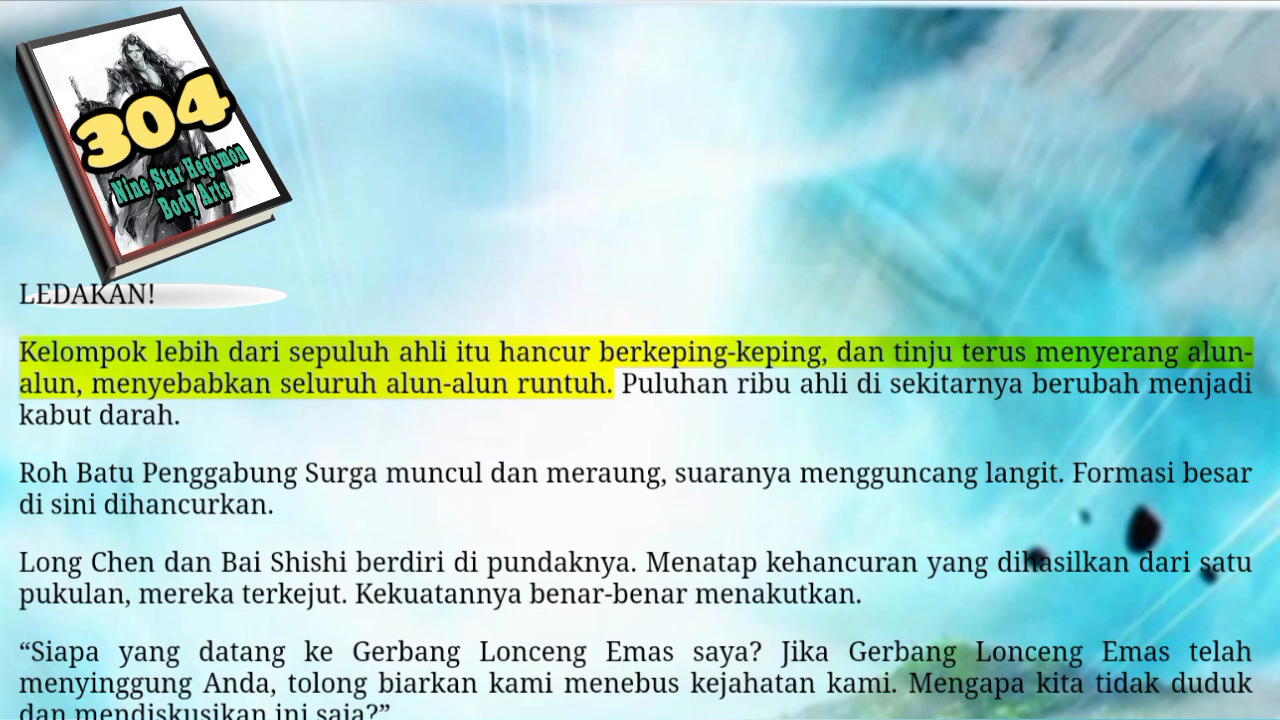 304
Nine Star Hegemon
Body Arts
LEDAKAN!
Kelompok lebih dari sepuluh ahli itu hancur berkeping-keping, dan tinju terus menyerang alun-
alun, menyebabkan seluruh alun-alun runtuh. Puluhan ribu ahli di sekitarnya berubah menjadi
kabut darah.
Roh Batu Penggabung Surga muncul dan meraung, suaranya mengguncang langit. Formasi besar
di sini dihancurkan.
Long Chen dan Bai Shishi berdiri di pundaknya. Menatap kehancuran yang dihasilkan dari satu
pukulan, mereka terkejut. Kekuatannya benar-benar menakutkan.
“Siapa yang datang ke Gerbang Lonceng Emas saya? Jika Gerbang Lonceng Emas telah
menyinggung Anda, tolong biarkan kami menebus kejahatan kami. Mengapa kita tidak duduk
dan mendiskusikan ini saja?”